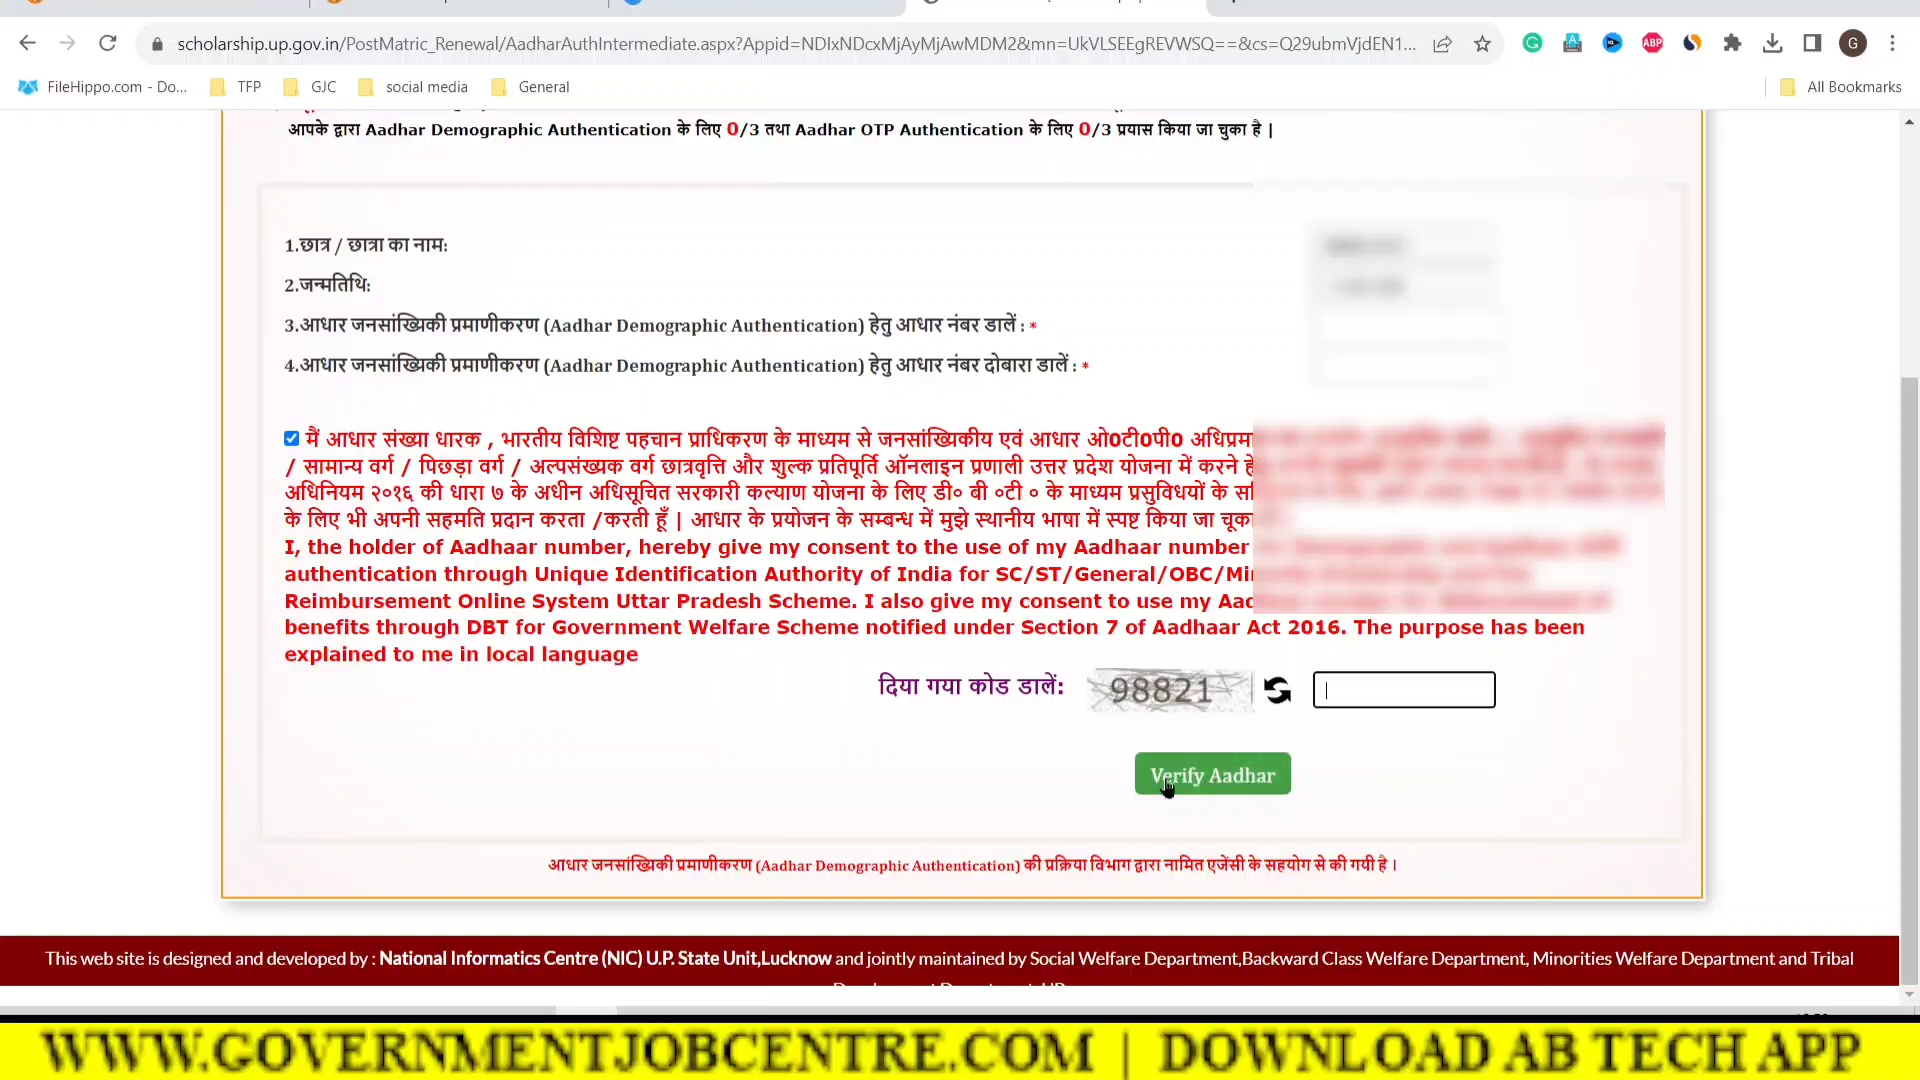 scholarship.up.gov.in/PostMatric_Renewal/AadharAuthIntermediate.aspx?Appid=NDIxNDcxMjAyMjAwMDM2&mn=UkVLSEEgREVWSQ==&cs=Q29ubmVjdEN1...
G
FileHippo.com - Do... TFP GJC social media General All Bookmarks
आपके द्वारा Aadhar Demographic Authentication के लिए 0/3 तथा Aadhar OTP Authentication के लिए 0/3 प्रयास किया जा चुका है |
1.छात्र / छात्रा का नाम:
2.जन्मतिथि:
3.आधार जनसांख्यिकी प्रमाणीकरण (Aadhar Demographic Authentication) हेतु आधार नंबर डालें : *
4.आधार जनसांख्यिकी प्रमाणीकरण (Aadhar Demographic Authentication) हेतु आधार नंबर दोबारा डालें : *
मैं आधार संख्या धारक , भारतीय विशिष्ट पहचान प्राधिकरण के माध्यम से जनसांख्यिकीय एवं आधार ओ0टी0पी0
/ सामान्य वर्ग / पिछड़ा वर्ग / अल्पसंख्यक वर्ग छात्रवृत्ति और शुल्क प्रतिपूर्ति ऑनलाइन प्रणाली उत्तर प्रदेश योजना में करने
अधिनियम २०१६ की धारा ७ के अधीन अधिसूचित सरकारी कल्याण योजना के लिए डी० बी ०टी ० के माध्यम प्रसुविधयों के
के लिए भी अपनी सहमति प्रदान करता /करती हूँ | आधार के प्रयोजन के सम्बन्ध में मुझे स्थानीय भाषा में स्पष्ट किया जा
I, the holder of Aadhaar number, hereby give my consent to the use of my Aadhaar number
authentication through Unique Identification Authority of India for SC/ST/General/OBC/
Reimbursement Online System Uttar Pradesh Scheme. I also give my consent to use my
benefits through DBT for Government Welfare Scheme notified under Section 7 of Aadhaar Act 2016. The purpose has been
explained to me in local language
दिया गया कोड डालें: 98821
Verify Aadhar
आधार जनसांख्यिकी प्रमाणीकरण (Aadhar Demographic Authentication) की प्रक्रिया विभाग द्वारा नामित एजेंसी के सहयोग से की गयी है ।
This web site is designed and developed by : National Informatics Centre (NIC) U.P. State Unit,Lucknow and jointly maintained by Social Welfare Department,Backward Class Welfare Department, Minorities Welfare Department and Tribal
WWW.GOVERNMENTJOBCENTRE.COM | DOWNLOAD AB TECH APP